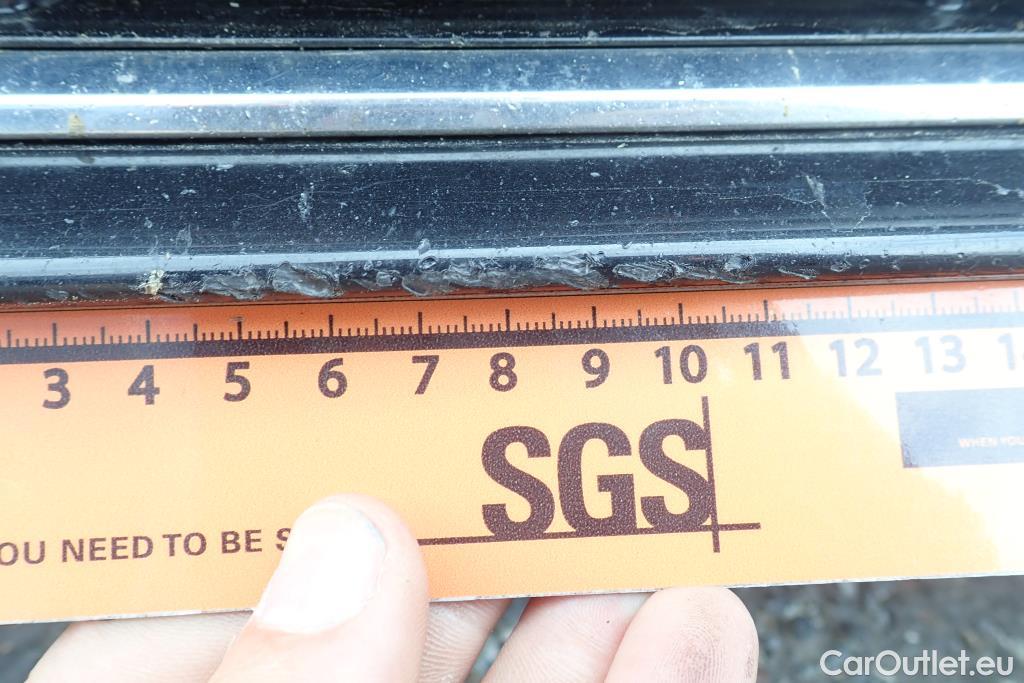 3 4 5 6 7 8 9 10 11 12 13
SGS
OU NEED TO BE S
WHEN YOU
CarOutlet.eu